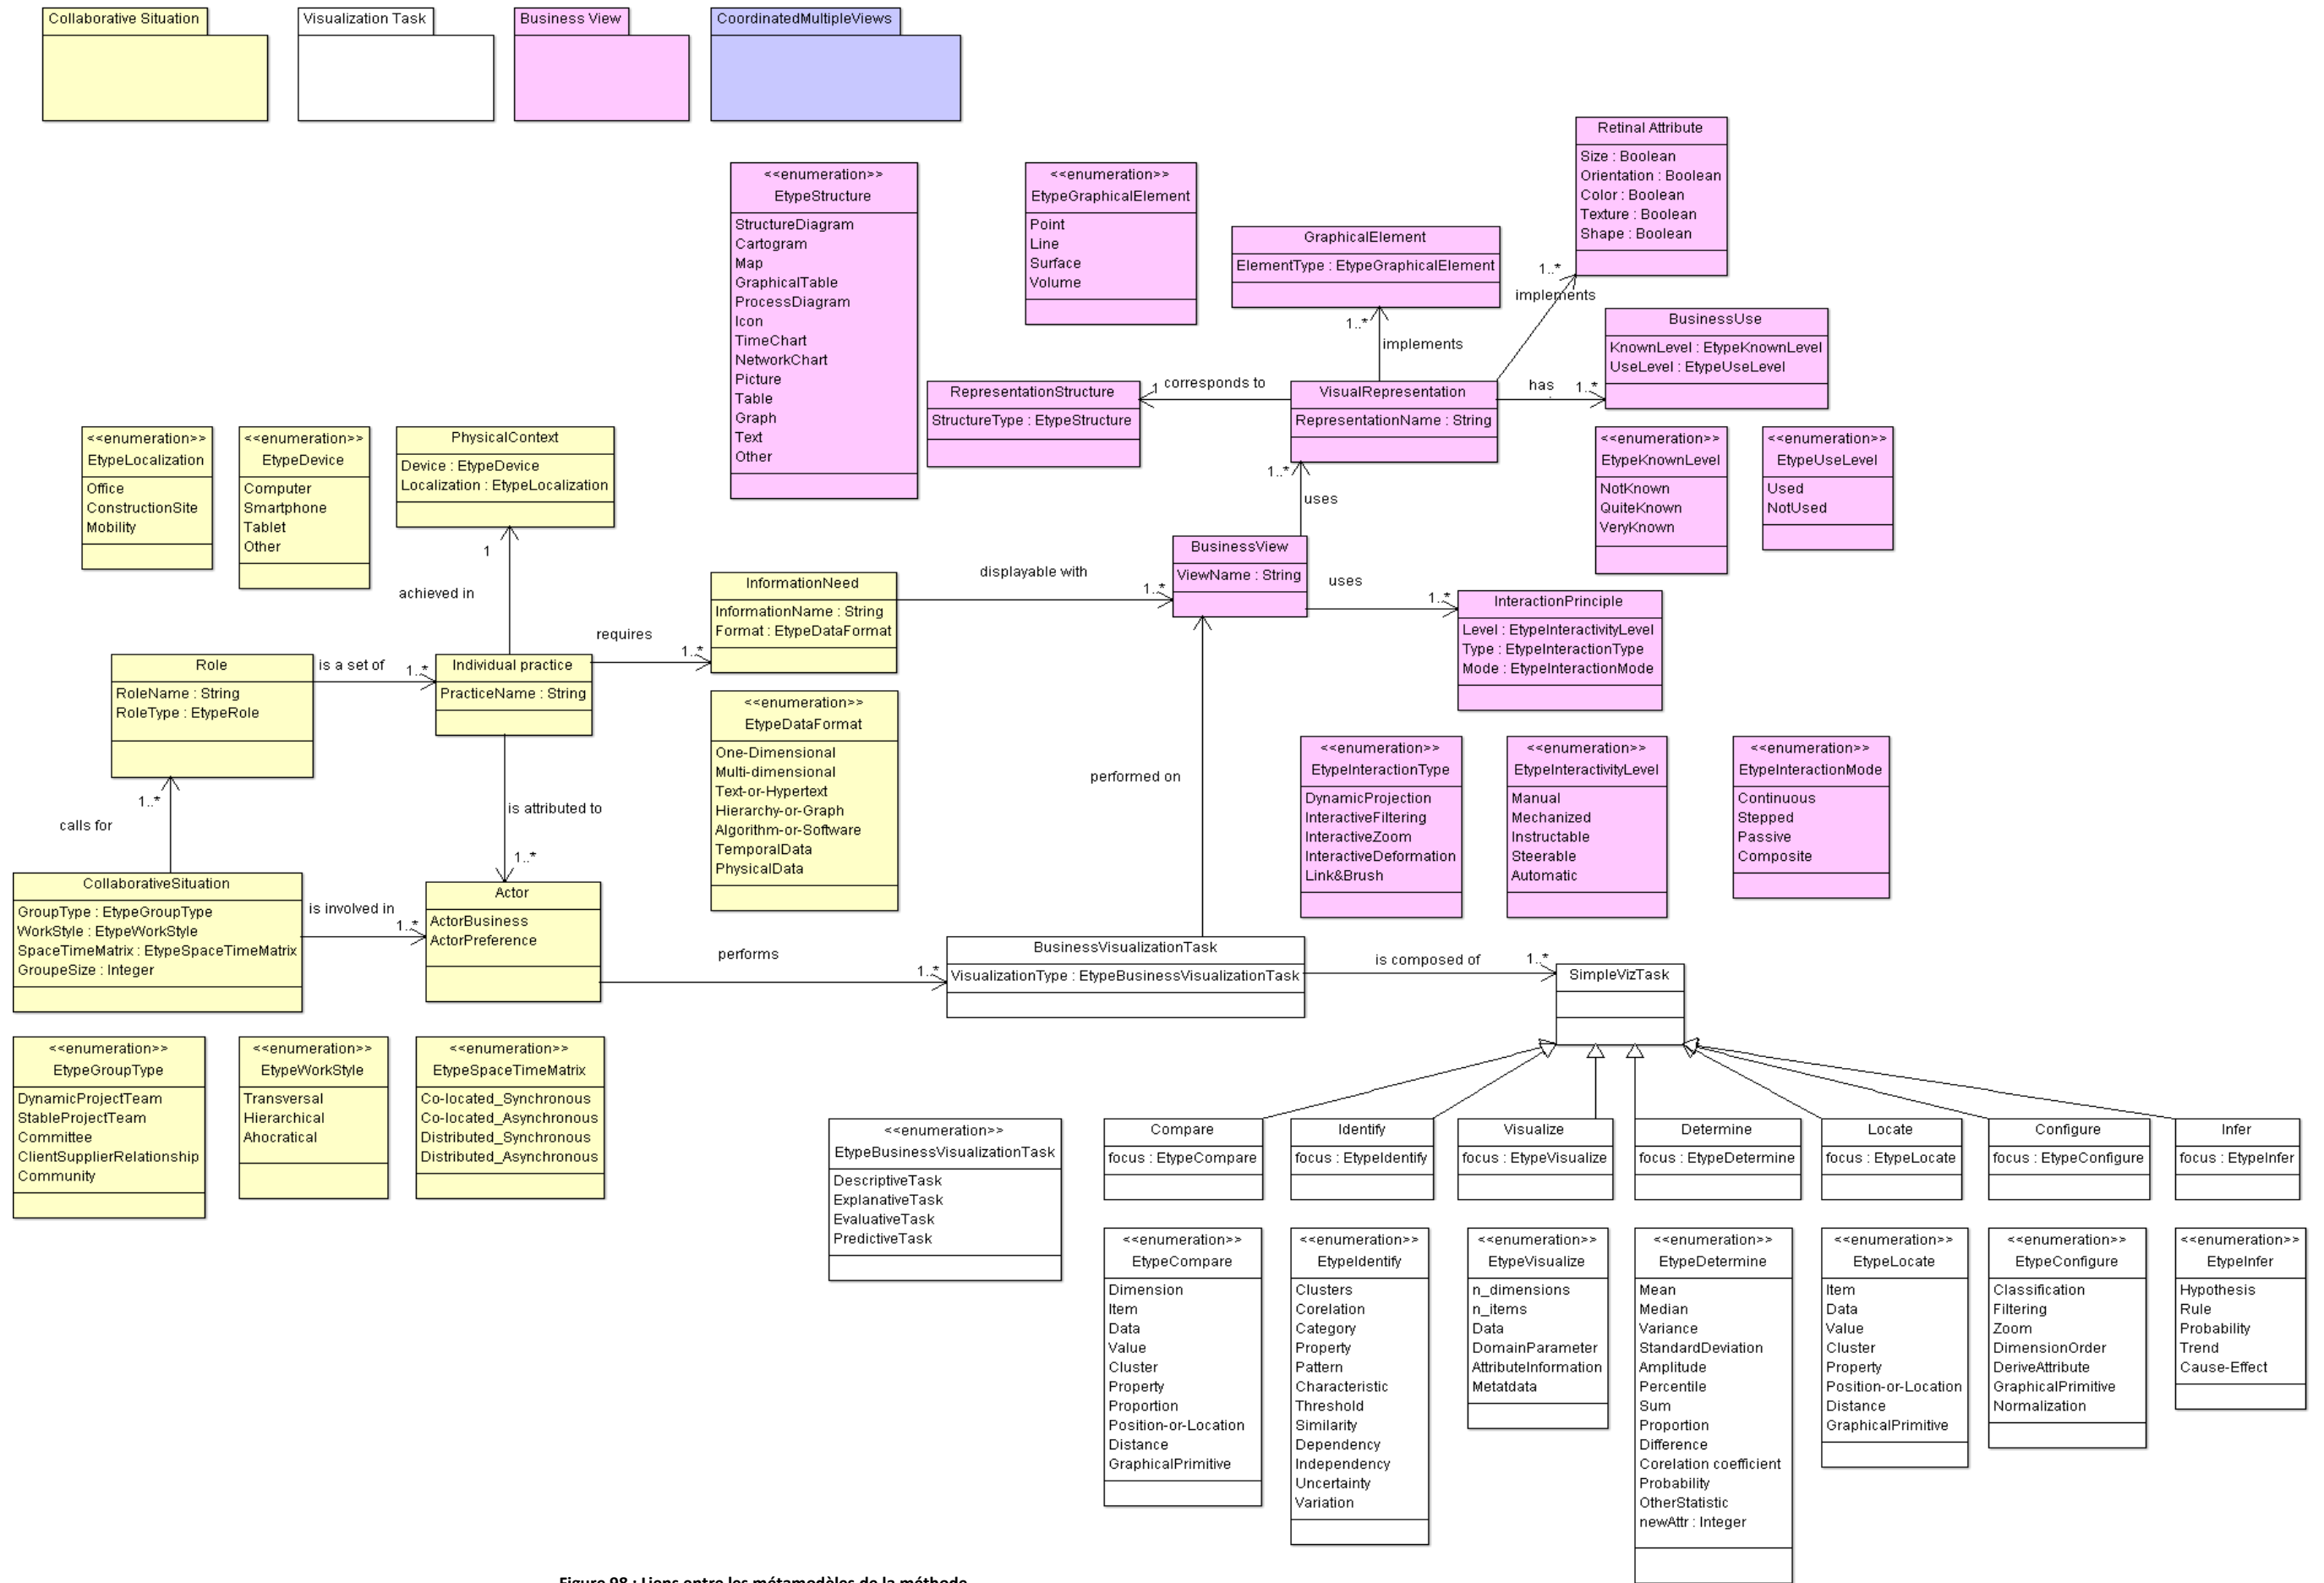 Collaborative Situation
Visualization Task
Business View
CoordinatedMultipleViews
Retinal Attribute
Size : Boolean
Orientation : Boolean
Color : Boolean
Texture : Boolean
Shape : Boolean
<<enumeration>>
EtypeStructure
StructureDiagram
Cartogram
Map
GraphicalTable
ProcessDiagram
Icon
TimeChart
NetworkChart
Picture
Table
Graph
Text
Other
<<enumeration>>
EtypeGraphicalElement
Point
Line
Surface
Volume
GraphicalElement
ElementType : EtypeGraphicalElement
1..*
implements
1..*
implements
BusinessUse
KnownLevel : EtypeKnownLevel
UseLevel : EtypeUseLevel
RepresentationStructure
StructureType : EtypeStructure
1
corresponds to
VisualRepresentation
RepresentationName : String
has
1..*
<<enumeration>>
EtypeKnownLevel
NotKnown
QuiteKnown
VeryKnown
<<enumeration>>
EtypeUseLevel
Used
NotUsed
<<enumeration>>
EtypeLocalization
Office
ConstructionSite
Mobility
<<enumeration>>
EtypeDevice
Computer
Smartphone
Tablet
Other
PhysicalContext
Device : EtypeDevice
Localization : EtypeLocalization
1
achieved in
1..*
uses
BusinessView
ViewName : String
InformationNeed
InformationName : String
Format : EtypeDataFormat
displayable with
1..*
uses
1..*
InteractionPrinciple
Level : EtypeInteractivityLevel
Type : EtypeInteractionType
Mode : EtypeInteractionMode
Role
RoleName : String
RoleType : EtypeRole
is a set of
1..*
Individual practice
PracticeName : String
requires
1..*
<<enumeration>>
EtypeDataFormat
One-Dimensional
Multi-dimensional
Text-or-Hypertext
Hierarchy-or-Graph
Algorithm-or-Software
TemporalData
PhysicalData
performed on
<<enumeration>>
EtypeInteractionType
DynamicProjection
InteractiveFiltering
InteractiveZoom
InteractiveDeformation
Link&Brush
<<enumeration>>
EtypeInteractivityLevel
Manual
Mechanized
Instructable
Steerable
Automatic
<<enumeration>>
EtypeInteractionMode
Continuous
Stepped
Passive
Composite
1..*
calls for
is attributed to
1..*
CollaborativeSituation
GroupType : EtypeGroupType
WorkStyle : EtypeWorkStyle
SpaceTimeMatrix : EtypeSpaceTimeMatrix
GroupeSize : Integer
is involved in
1..*
Actor
ActorBusiness
ActorPreference
performs
1..*
BusinessVisualizationTask
VisualizationType : EtypeBusinessVisualizationTask
is composed of
1..*
SimpleVizTask
<<enumeration>>
EtypeGroupType
DynamicProjectTeam
StableProjectTeam
Committee
ClientSupplierRelationship
Community
<<enumeration>>
EtypeWorkStyle
Transversal
Hierarchical
Ahocratical
<<enumeration>>
EtypeSpaceTimeMatrix
Co-located_Synchronous
Co-located_Asynchronous
Distributed_Synchronous
Distributed_Asynchronous
<<enumeration>>
EtypeBusinessVisualizationTask
DescriptiveTask
ExplanativeTask
EvaluativeTask
PredictiveTask
Compare
focus : EtypeCompare
Identify
focus : EtypeIdentify
Visualize
focus : EtypeVisualize
Determine
focus : EtypeDetermine
Locate
focus : EtypeLocate
Configure
focus : EtypeConfigure
Infer
focus : EtypeInfer
<<enumeration>>
EtypeCompare
Dimension
Item
Data
Value
Cluster
Property
Proportion
Position-or-Location
Distance
GraphicalPrimitive
<<enumeration>>
EtypeIdentify
Clusters
Corelation
Category
Property
Pattern
Characteristic
Threshold
Similarity
Dependency
Independency
Uncertainty
Variation
<<enumeration>>
EtypeVisualize
n_dimensions
n_items
Data
DomainParameter
AttributeInformation
Metatdata
<<enumeration>>
EtypeDetermine
Mean
Median
Variance
StandardDeviation
Amplitude
Percentile
Sum
Proportion
Difference
Corelation coefficient
Probability
OtherStatistic
newAttr : Integer
<<enumeration>>
EtypeLocate
Item
Data
Value
Cluster
Property
Position-or-Location
Distance
GraphicalPrimitive
<<enumeration>>
EtypeConfigure
Classification
Filtering
Zoom
DimensionOrder
DeriveAttribute
GraphicalPrimitive
Normalization
<<enumeration>>
EtypeInfer
Hypothesis
Rule
Probability
Trend
Cause-Effect
Figure 98 : Liens entre les métamodèles de la méthode